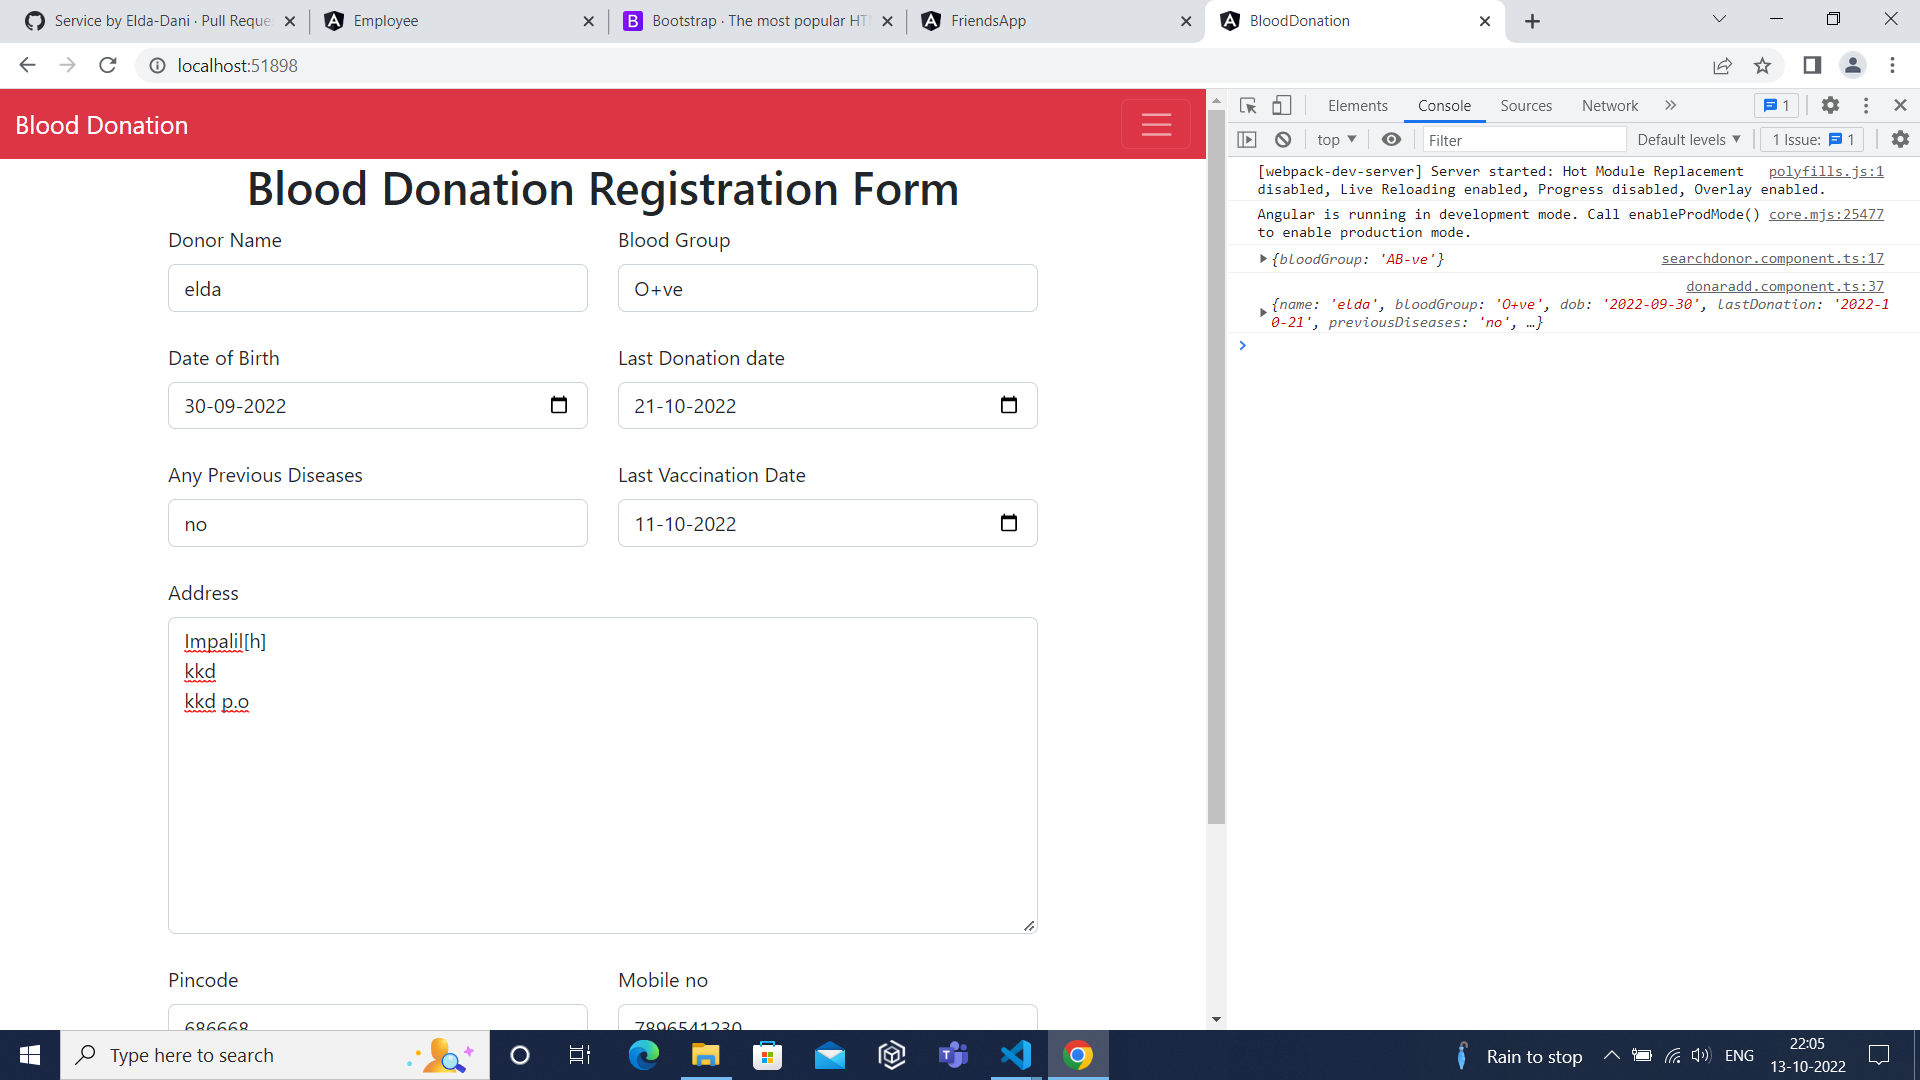 Service by Elda-Dani · Pull Reque
Employee
Bootstrap · The most popular HT
FriendsApp
BloodDonation
localhost:51898
Blood Donation
Blood Donation Registration Form
Donor Name
Blood Group
elda
O+ve
Date of Birth
Last Donation date
30-09-2022
21-10-2022
Any Previous Diseases
Last Vaccination Date
no
11-10-2022
Address
Impalil[h]
kkd
kkd p.o
Pincode
Mobile no
686668
7896541230
Elements
Console
Sources
Network
1
top
Filter
Default levels
1 Issue:
1
[webpack-dev-server] Server started: Hot Module Replacement polyfills.js:1
disabled, Live Reloading enabled, Progress disabled, Overlay enabled.
Angular is running in development mode. Call enableProdMode() core.mjs:25477
to enable production mode.
{bloodGroup: 'AB-ve'} searchdonor.component.ts:17
donaradd.component.ts:37
{name: 'elda', bloodGroup: 'O+ve', dob: '2022-09-30', lastDonation: '2022-1
0-21', previousDiseases: 'no', …}
Type here to search
Rain to stop
ENG
22:05
13-10-2022